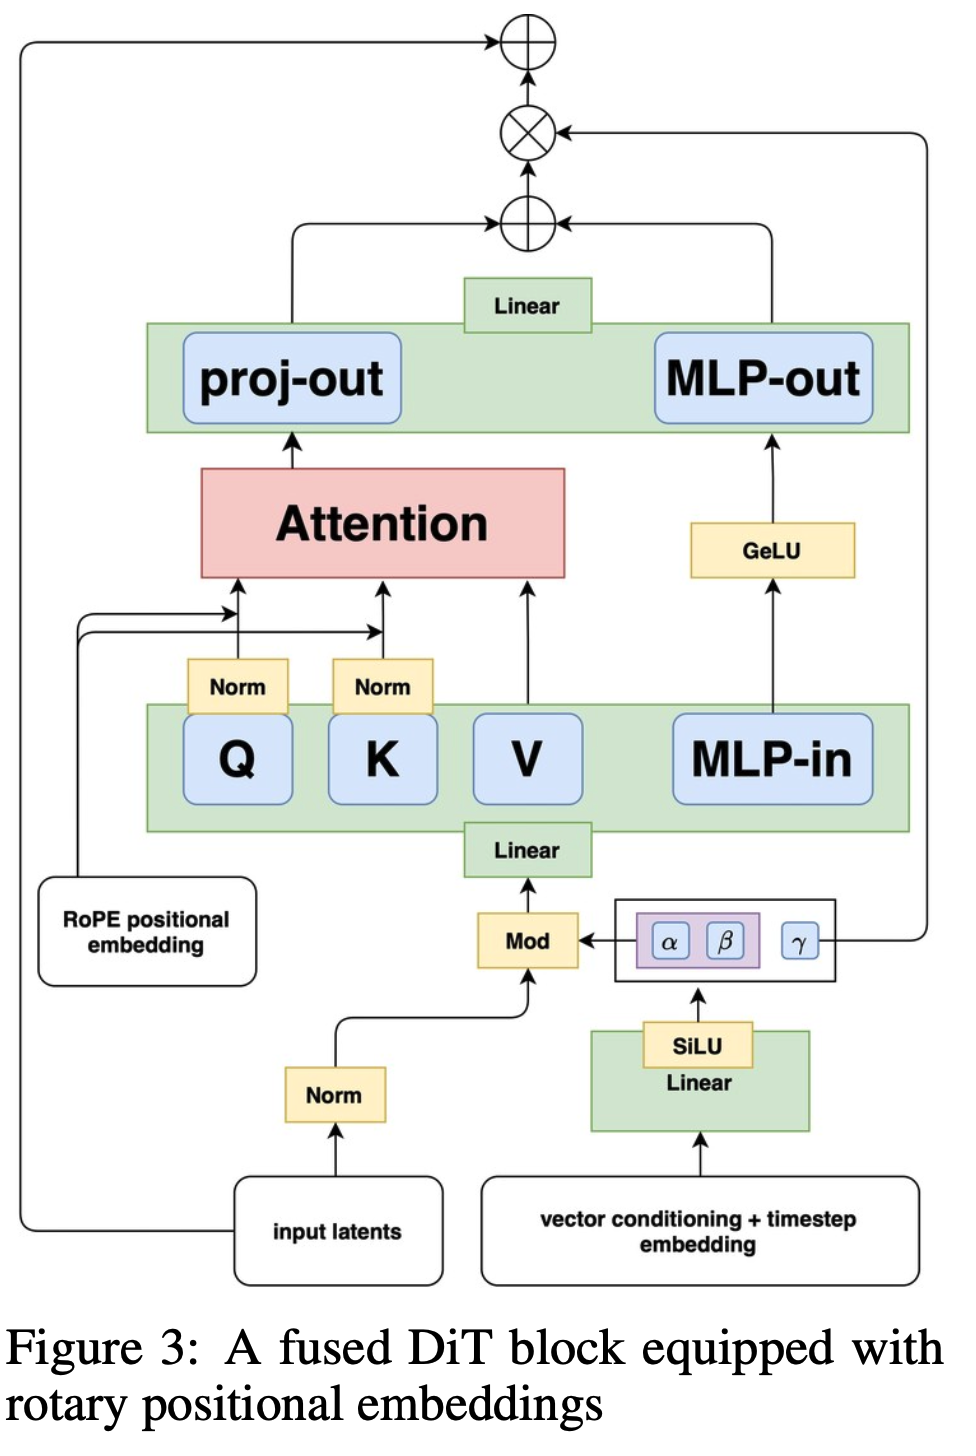 Linear
proj-out
MLP-out
Attention
GeLU
Norm
Norm
Q
K
V
MLP-in
Linear
RoPE positional
embedding
Mod
α
β
γ
SiLU
Linear
Norm
input latents
vector conditioning + timestep
embedding
Figure 3: A fused DiT block equipped with
rotary positional embeddings